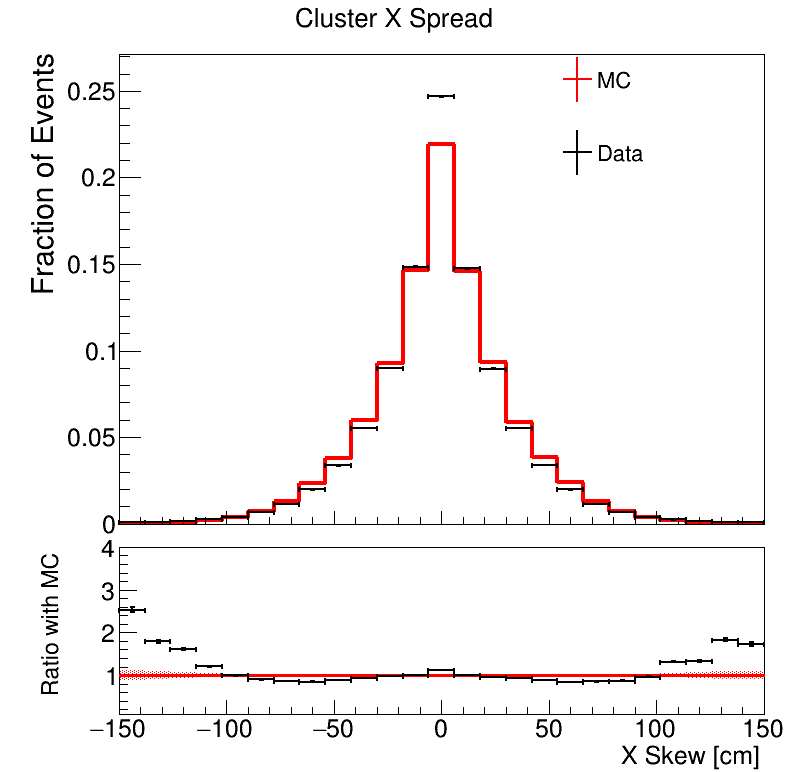 Cluster X Spread
Fraction of Events
0.25
0.2
0.15
0.1
0.05
0
MC
Data
Ratio with MC
4
3
2
1
−150 −100 −50 0 50 100 150
X Skew [cm]